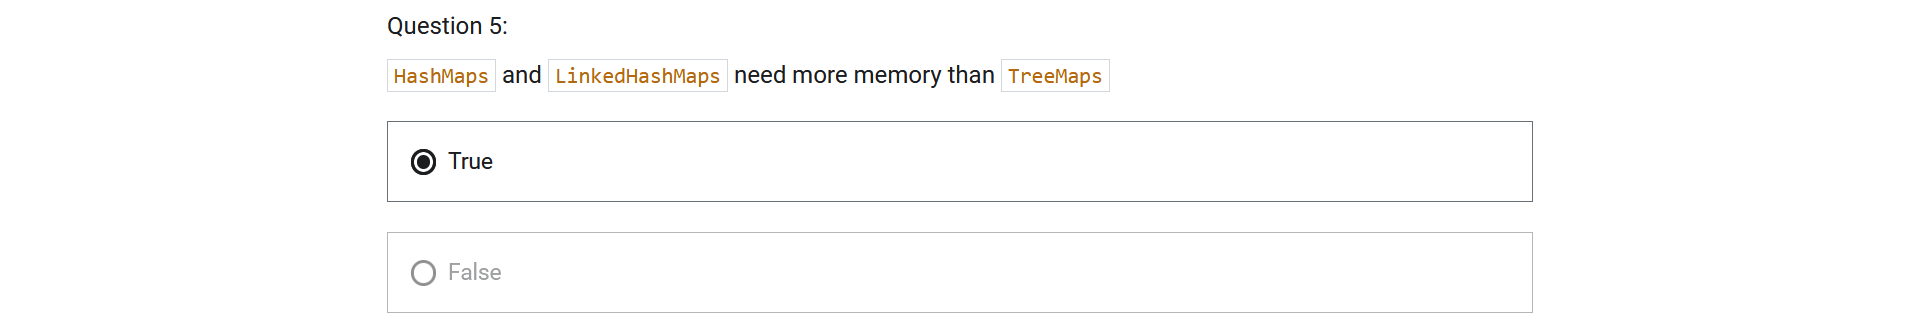 Question 5:
HashMaps and LinkedHashMaps need more memory than TreeMaps
True
False